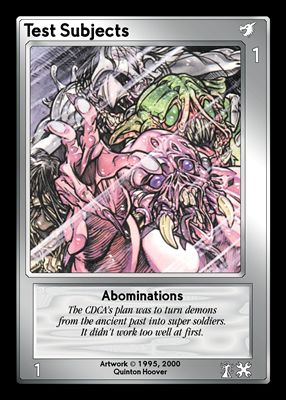 Test Subjects
1
Abominations
The CDCA's plan was to turn demons
from the ancient past into super soldiers.
It didn't work too well at first.
1
Artwork © 1995, 2000
Quinton Hoover